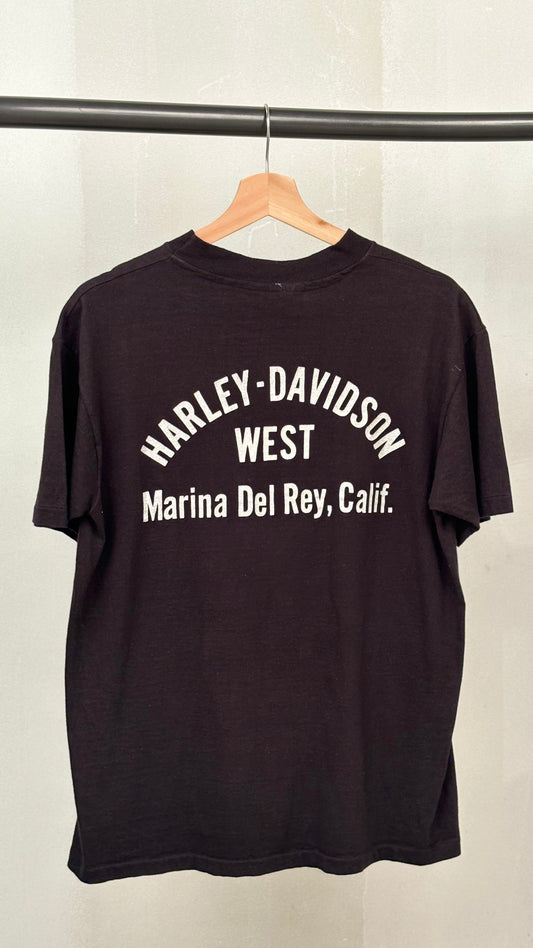 HARLEY-DAVIDSON
WEST
Marina Del Rey, Calif.